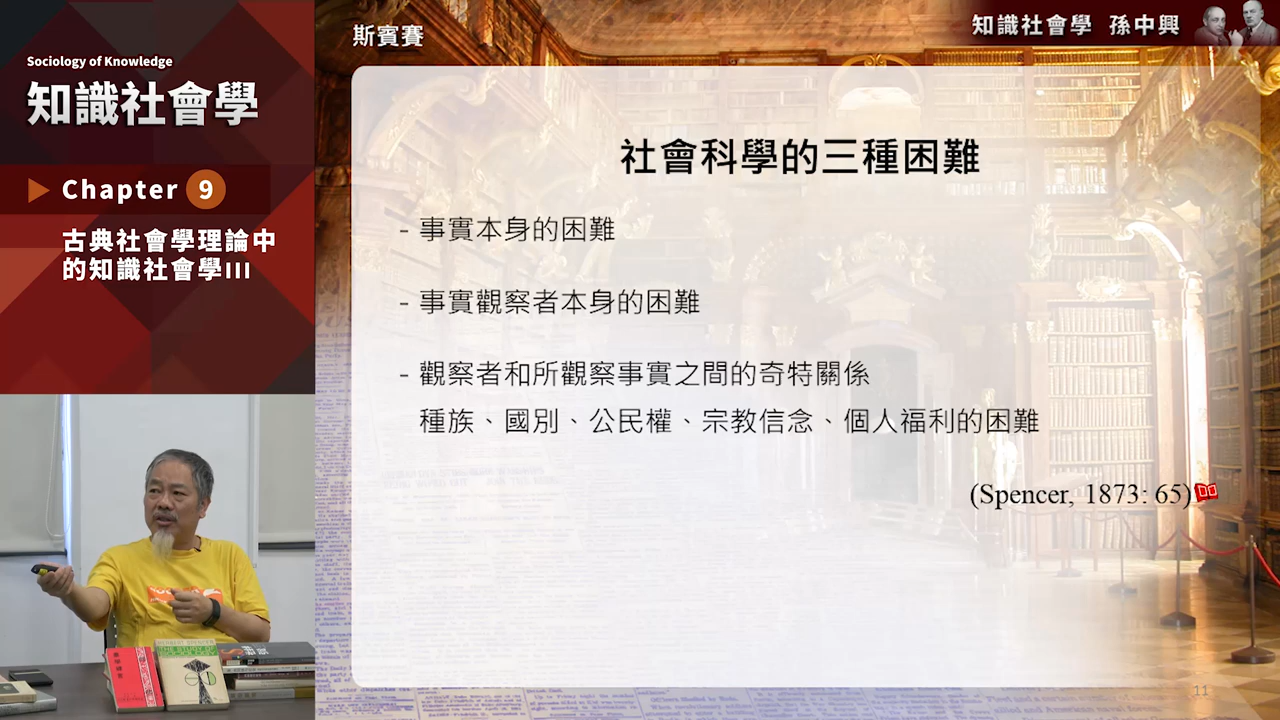 Sociology of Knowledge
知識社會學
Chapter 9
古典社會學理論中
的知識社會學III
斯賓賽
知識社會學 孫中興
社會科學的三種困難
- 事實本身的困難
- 事實觀察者本身的困難
- 觀察者和所觀察事實之間的奇特關係
種族、國別、公民權、宗教信念、個人福利的困難
(Spencer, 1873: 65)
11
HERBERT SPENCER
THE STUDY OF